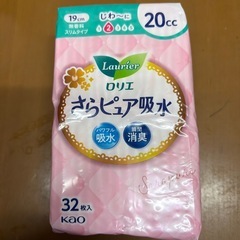 19cm
無香料
スリムタイプ
じわ〜に
2
20cc
Laurier
ロリエ
さらピュア吸水
パワフル
吸水
瞬間
消臭
32枚入
Kao